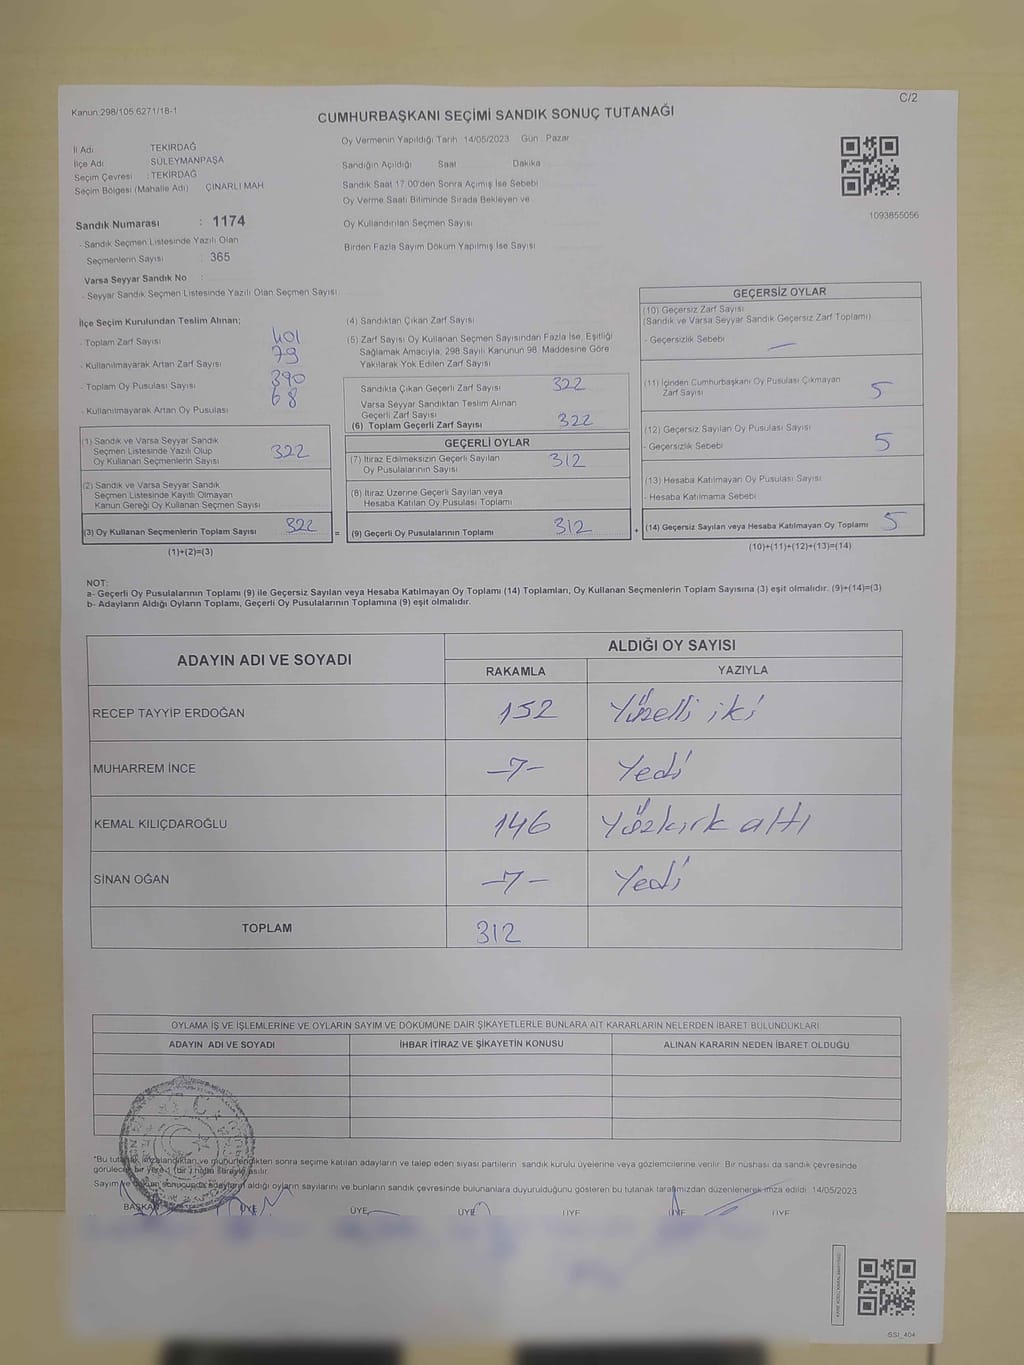 C/2
Kanun:298/105.6271/18-1
CUMHURBAŞKANI SEÇİMİ SANDIK SONUÇ TUTANAĞI
Oy Vermenin Yapıldığı Tarih 14/05/2023 Gün : Pazar
İl Adı TEKİRDAĞ
İlçe Adı SÜLEYMANPAŞA
Seçim Çevresi : TEKİRDAĞ
Seçim Bölgesi (Mahalle Adı) ÇINARLI MAH
Sandığın Açıldığı Saat Dakika
Sandık Saat 17.00'den Sonra Açımış İse Sebebi
Oy Verme Saati Bitiminde Sırada Bekleyen ve
Oy Kullandırılan Seçmen Sayısı
Birden Fazla Sayım Döküm Yapılmış İse Sayısı
1093855056
Sandık Numarası : 1174
- Sandık Seçmen Listesinde Yazılı Olan
Seçmenlerin Sayısı : 365
Varsa Seyyar Sandık No :
- Seyyar Sandık Seçmen Listesinde Yazılı Olan Seçmen Sayısı:
İlçe Seçim Kurulundan Teslim Alınan;
- Toplam Zarf Sayısı 401
- Kullanılmayarak Artan Zarf Sayısı 79
- Toplam Oy Pusulası Sayısı 390
- Kullanılmayarak Artan Oy Pusulası 68
(1) Sandık ve Varsa Seyyar Sandık
Seçmen Listesinde Yazılı Olup
Oy Kullanan Seçmenlerin Sayısı 322
(2) Sandık ve Varsa Seyyar Sandık
Seçmen Listesinde Kayıtlı Olmayan
Kanun Gereği Oy Kullanan Seçmen Sayısı
(3) Oy Kullanan Seçmenlerin Toplam Sayısı 322
(1)+(2)=(3)
=
(4) Sandıktan Çıkan Zarf Sayısı
(5) Zarf Sayısı Oy Kullanan Seçmen Sayısından Fazla İse, Eşitliği
Sağlamak Amacıyla, 298 Sayılı Kanunun 98. Maddesine Göre
Yakılarak Yok Edilen Zarf Sayısı
Sandıkta Çıkan Geçerli Zarf Sayısı 322
Varsa Seyyar Sandıktan Teslim Alınan
Geçerli Zarf Sayısı
(6) Toplam Geçerli Zarf Sayısı 322
GEÇERLİ OYLAR
(7) İtiraz Edilmeksizin Geçerli Sayılan
Oy Pusulalarının Sayısı 312
(8) İtiraz Üzerine Geçerli Sayılan veya
Hesaba Katılan Oy Pusulası Toplamı
(9) Geçerli Oy Pusulalarının Toplamı 312
+
GEÇERSİZ OYLAR
(10) Geçersiz Zarf Sayısı
(Sandık ve Varsa Seyyar Sandık Geçersiz Zarf Toplamı)
- Geçersizlik Sebebi —
(11) İçinden Cumhurbaşkanı Oy Pusulası Çıkmayan
Zarf Sayısı 5
(12) Geçersiz Sayılan Oy Pusulası Sayısı
- Geçersizlik Sebebi 5
(13) Hesaba Katılmayan Oy Pusulası Sayısı
- Hesaba Katılmama Sebebi
(14) Geçersiz Sayılan veya Hesaba Katılmayan Oy Toplamı 5
(10)+(11)+(12)+(13)=(14)
NOT:
a- Geçerli Oy Pusulalarının Toplamı (9) ile Geçersiz Sayılan veya Hesaba Katılmayan Oy Toplamı (14) Toplamları, Oy Kullanan Seçmenlerin Toplam Sayısına (3) eşit olmalıdır. (9)+(14)=(3)
b- Adayların Aldığı Oyların Toplamı, Geçerli Oy Pusulalarının Toplamına (9) eşit olmalıdır.
ADAYIN ADI VE SOYADI ALDIĞI OY SAYISI
RAKAMLA YAZIYLA
RECEP TAYYİP ERDOĞAN 152 Yüzelli iki
MUHARREM İNCE -7- Yedi
KEMAL KILIÇDAROĞLU 146 Yüzkırk altı
SİNAN OĞAN -7- Yedi
TOPLAM 312
OYLAMA İŞ VE İŞLEMLERİNE VE OYLARIN SAYIM VE DÖKÜMÜNE DAİR ŞİKAYETLERLE BUNLARA AİT KARARLARIN NELERDEN İBARET BULUNDUKLARI
ADAYIN ADI VE SOYADI İHBAR İTİRAZ VE ŞİKAYETİN KONUSU ALINAN KARARIN NEDEN İBARET OLDUĞU
*Bu tutanak imzalandıktan ve mühürlendikten sonra seçime katılan adayların ve talep eden siyasi partilerin sandık kurulu üyelerine veya gözlemcilerine verilir. Bir nüshası da sandık çevresinde
görülecek bir yere 1 (bir) hafta süreyle asılır.
Sayım ve döküm sonucunda adayların aldığı oyların sayılarını ve bunların sandık çevresinde bulunanlara duyurulduğunu gösteren bu tutanak tarafımızdan düzenlenerek imza edildi. 14/05/2023
BAŞKAN ÜYE ÜYE ÜYE ÜYE ÜYE ÜYE
SSI_404